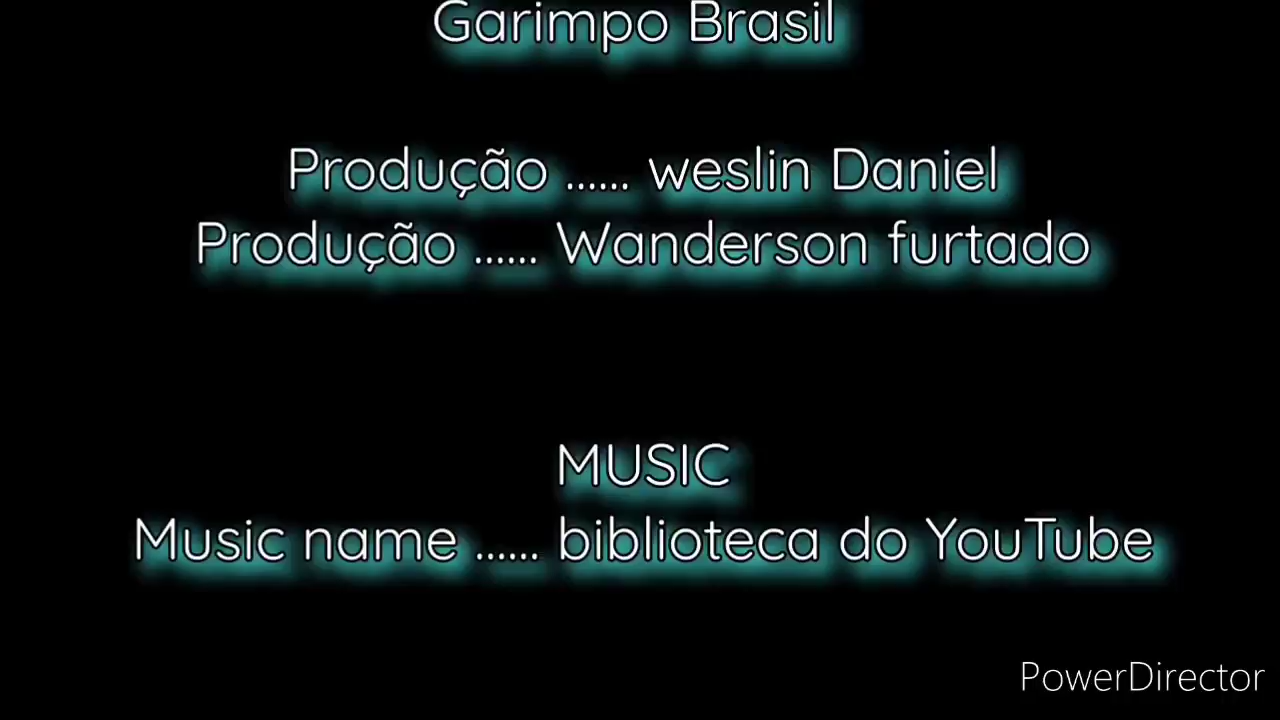 Garimpo Brasil
Produção ...... weslin Daniel
Produção ...... Wanderson furtado
MUSIC
Music name ...... biblioteca do YouTube
PowerDirector